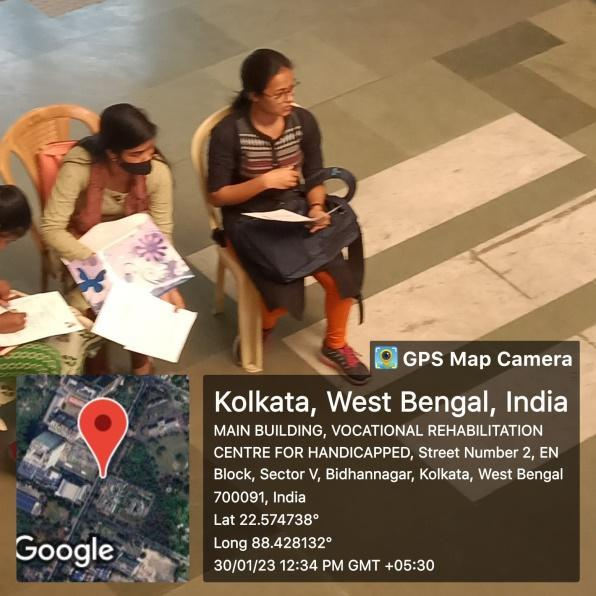 GPS Map Camera
Kolkata, West Bengal, India
MAIN BUILDING, VOCATIONAL REHABILITATION
CENTRE FOR HANDICAPPED, Street Number 2, EN
Block, Sector V, Bidhannagar, Kolkata, West Bengal
700091, India
Lat 22.574738°
Long 88.428132°
30/01/23 12:34 PM GMT +05:30
Google